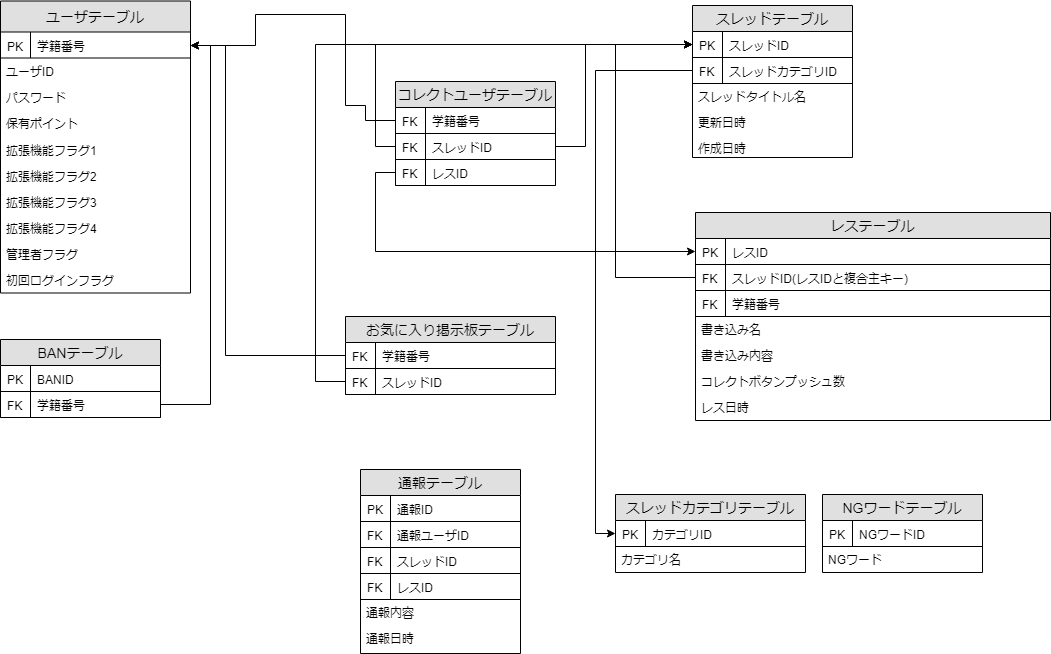 ユーザテーブル
PK 学籍番号
ユーザID
パスワード
保有ポイント
拡張機能フラグ1
拡張機能フラグ2
拡張機能フラグ3
拡張機能フラグ4
管理者フラグ
初回ログインフラグ
コレクトユーザテーブル
FK 学籍番号
FK スレッドID
FK レスID
スレッドテーブル
PK スレッドID
FK スレッドカテゴリID
スレッドタイトル名
更新日時
作成日時
レステーブル
PK レスID
FK スレッドID(レスIDと複合主キー)
FK 学籍番号
書き込み名
書き込み内容
コレクトボタンプッシュ数
レス日時
BANテーブル
PK BANID
FK 学籍番号
お気に入り掲示板テーブル
FK 学籍番号
FK スレッドID
通報テーブル
PK 通報ID
FK 通報ユーザID
FK スレッドID
FK レスID
通報内容
通報日時
スレッドカテゴリテーブル
PK カテゴリID
カテゴリ名
NGワードテーブル
PK NGワードID
NGワード